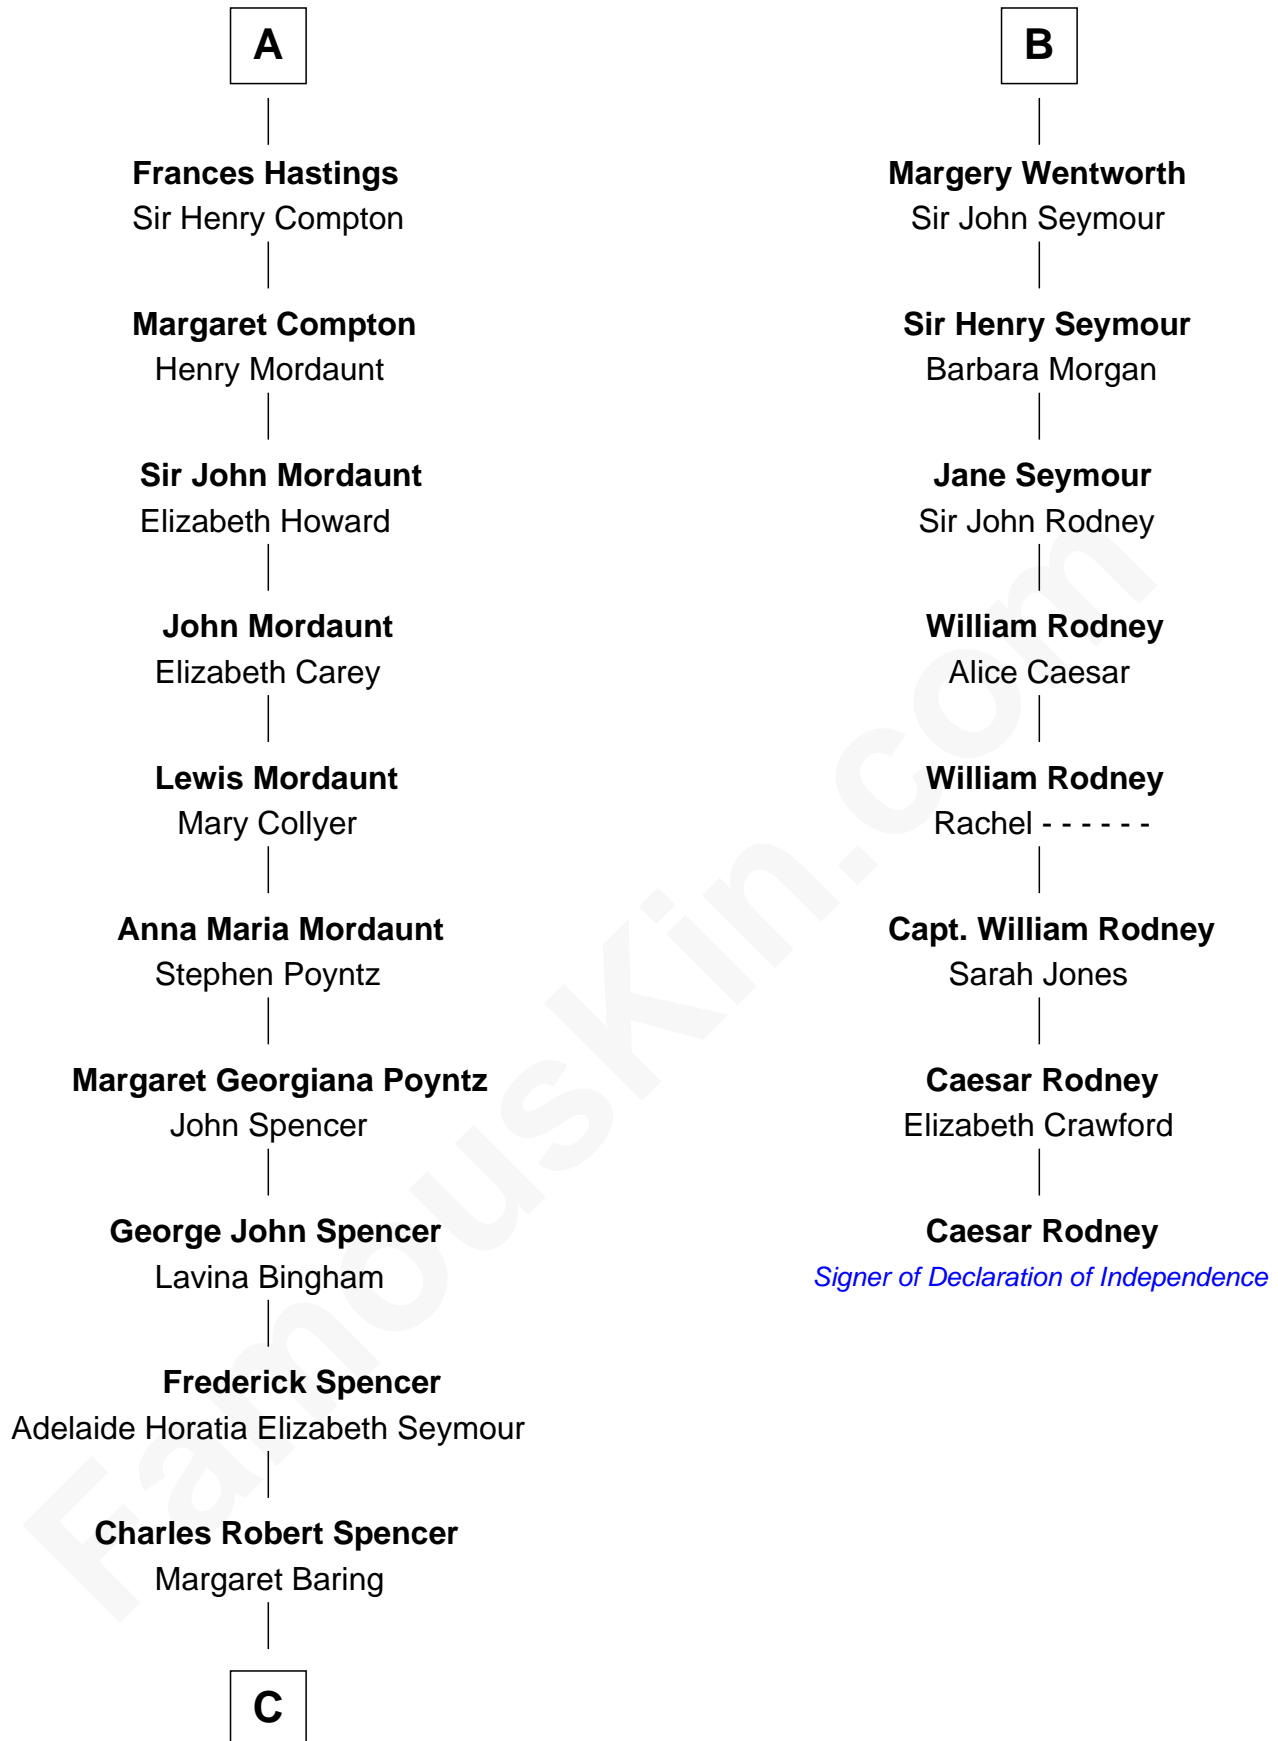 A
Frances Hastings
Sir Henry Compton
Margaret Compton
Henry Mordaunt
Sir John Mordaunt
Elizabeth Howard
John Mordaunt
Elizabeth Carey
Lewis Mordaunt
Mary Collyer
Anna Maria Mordaunt
Stephen Poyntz
Margaret Georgiana Poyntz
John Spencer
George John Spencer
Lavina Bingham
Frederick Spencer
Adelaide Horatia Elizabeth Seymour
Charles Robert Spencer
Margaret Baring
C
B
Margery Wentworth
Sir John Seymour
Sir Henry Seymour
Barbara Morgan
Jane Seymour
Sir John Rodney
William Rodney
Alice Caesar
William Rodney
Rachel - - - - - -
Capt. William Rodney
Sarah Jones
Caesar Rodney
Elizabeth Crawford
Caesar Rodney
Signer of Declaration of Independence
FamousKin.com